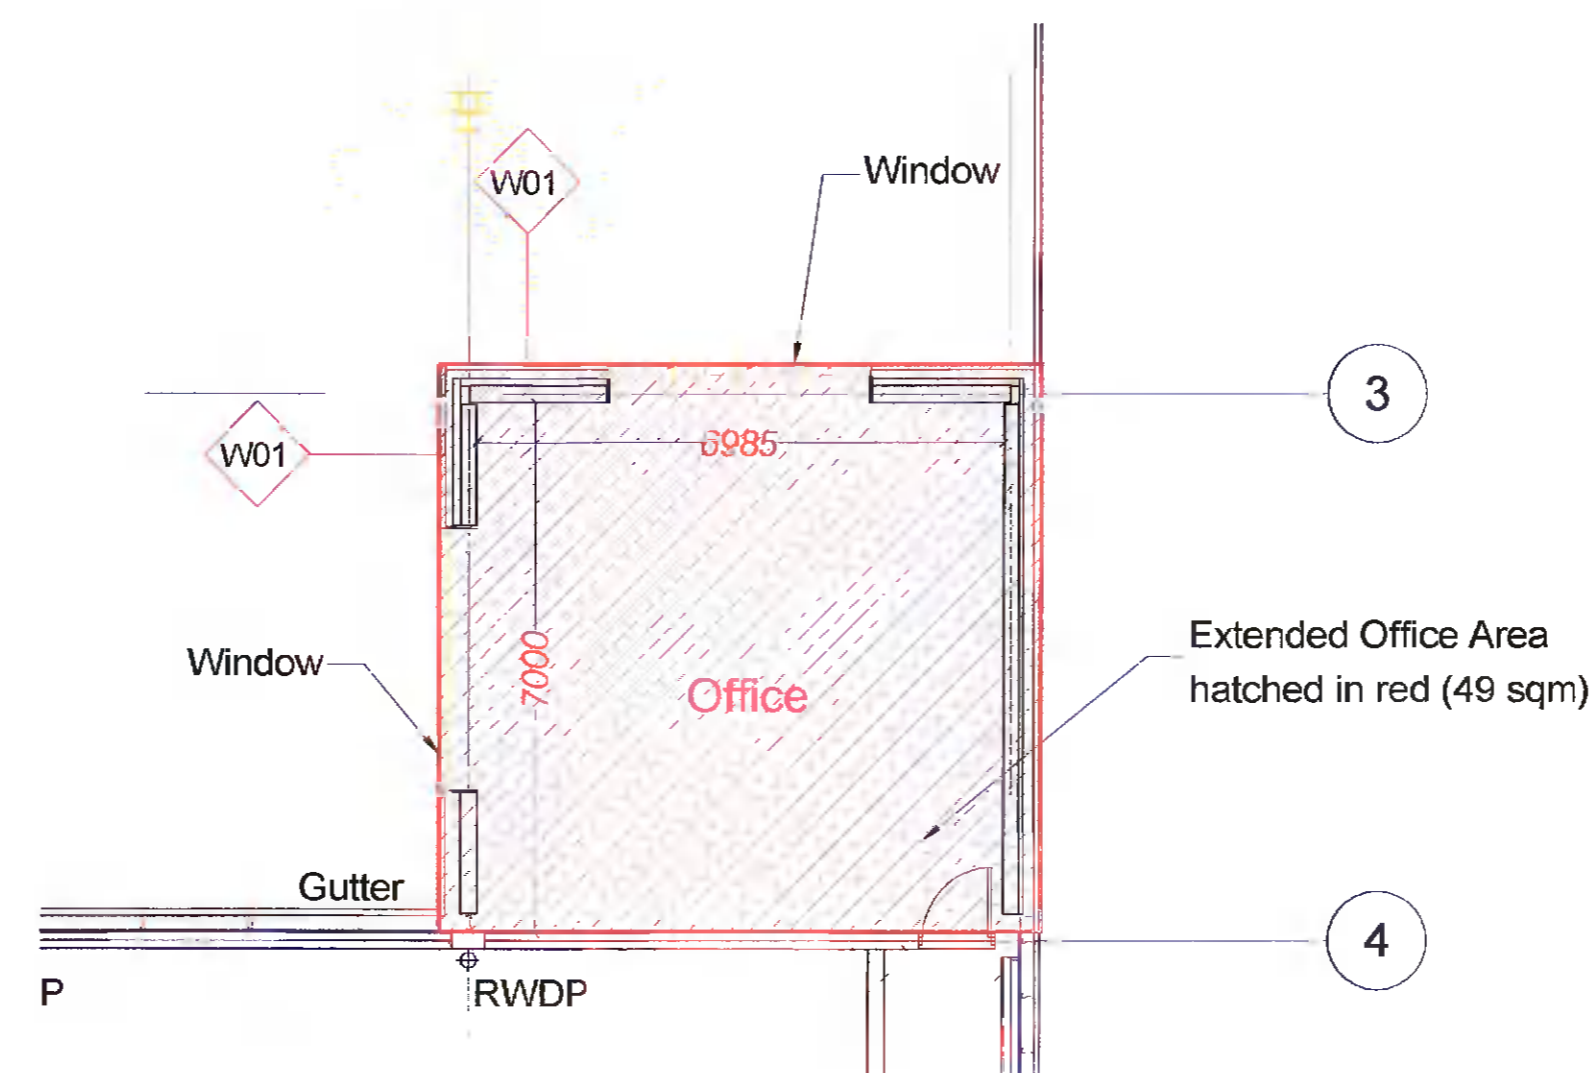 W01
Window
3
W01
6985
7000
Window
Office
Extended Office Area
hatched in red (49 sqm)
Gutter
4
P
RWDP